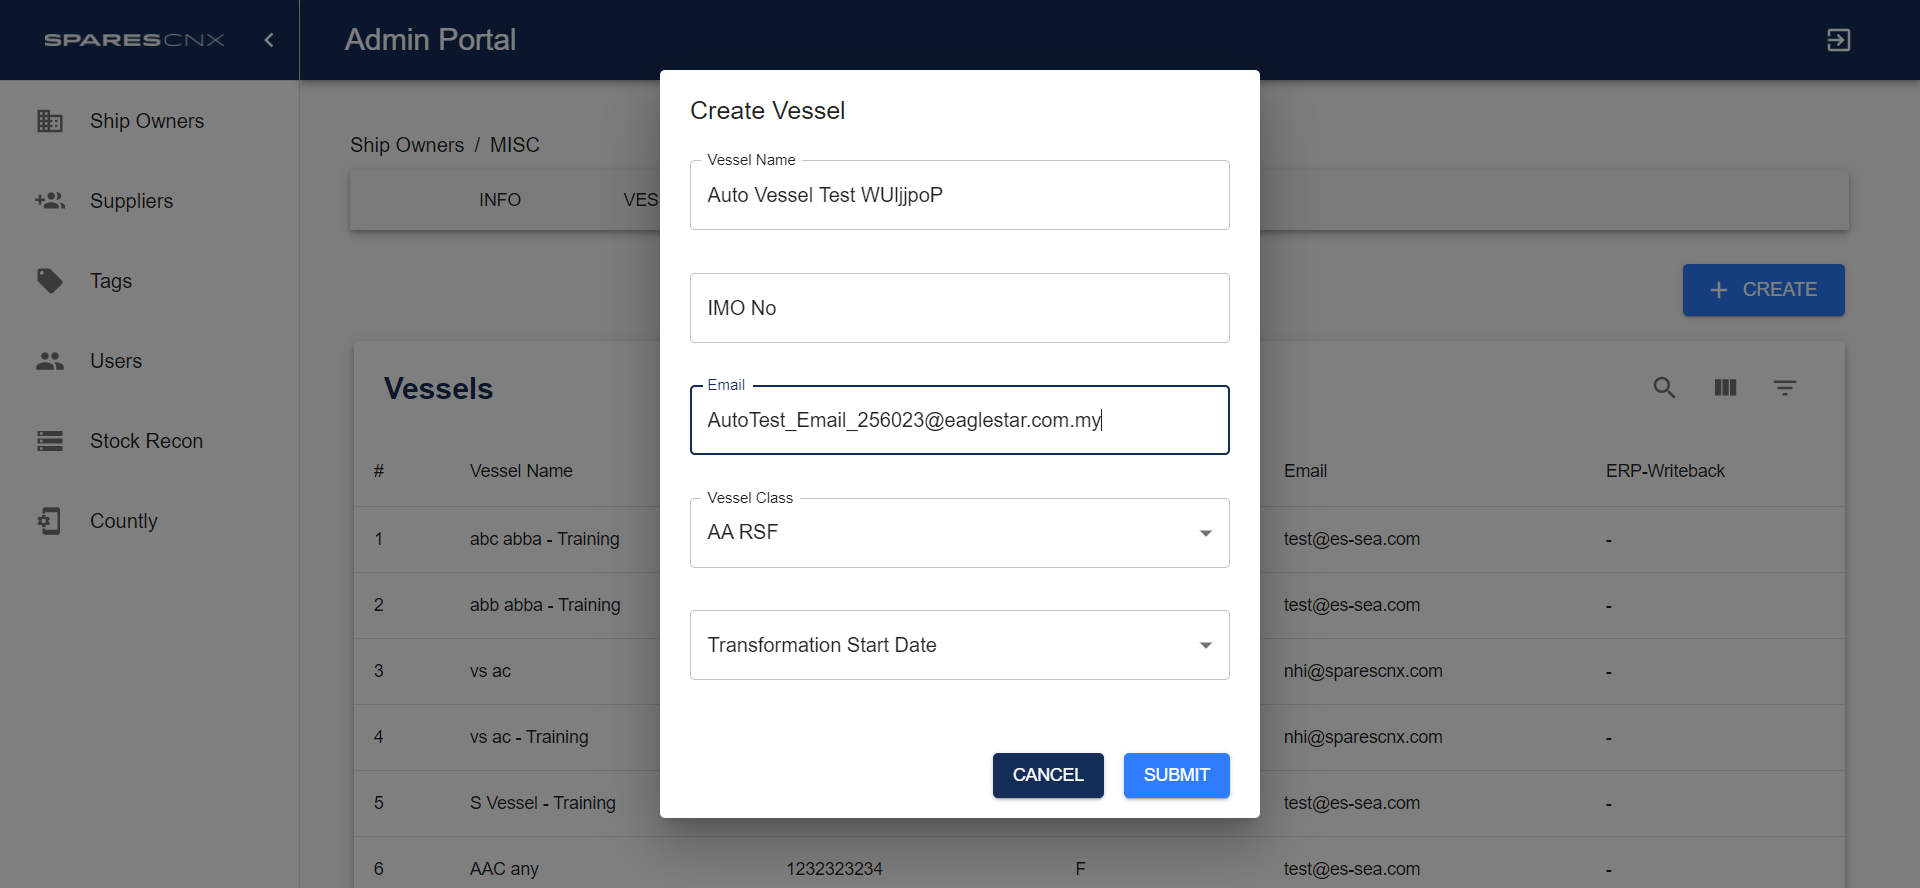 SPARESCNX
Admin Portal
Ship Owners
Suppliers
Tags
Users
Stock Recon
Countly
Ship Owners / MISC
INFO
CREATE
Vessels
# Vessel Name Email ERP-Writeback
1 abc abba - Training test@es-sea.com -
2 abb abba - Training test@es-sea.com -
3 vs ac nhi@sparescnx.com -
4 vs ac - Training nhi@sparescnx.com -
5 S Vessel - Training test@es-sea.com -
6 AAC any 1232323234 F test@es-sea.com -
Create Vessel
Vessel Name
Auto Vessel Test WUljjpoP
IMO No
Email
AutoTest_Email_256023@eaglestar.com.my
Vessel Class
AA RSF
Transformation Start Date
CANCEL
SUBMIT